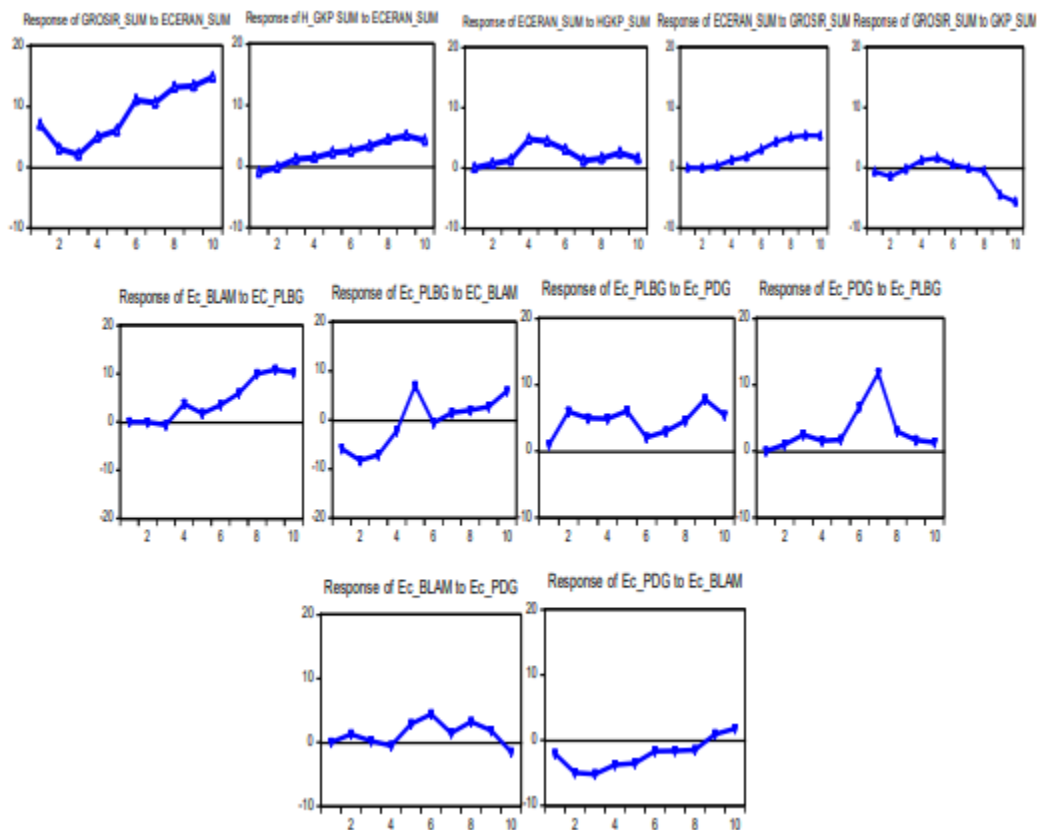 Response of GROSIR_SUM to ECERAN_SUM
Response of H_GKP SUM to ECERAN_SUM
Response of ECERAN_SUM to HGKP_SUM
Response of ECERAN_SUM to GROSIR_SUM
Response of GROSIR_SUM to GKP_SUM
20
10
0
-10
2 4 6 8 10
20
10
0
-10
2 4 6 8 10
20
10
0
-10
2 4 6 8 10
20
10
0
-10
2 4 6 8 10
20
10
0
-10
2 4 6 8 10
Response of Ec_BLAM to EC_PLBG
Response of Ec_PLBG to EC_BLAM
Response of Ec_PLBG to Ec_PDG
Response of Ec_PDG to Ec_PLBG
20
10
0
-10
-20
2 4 6 8 10
20
10
0
-10
-20
2 4 6 8 10
20
10
0
-10
2 4 6 8 10
20
10
0
-10
2 4 6 8 10
Response of Ec_BLAM to Ec_PDG
Response of Ec_PDG to Ec_BLAM
20
10
0
-10
2 4 6 8 10
20
10
0
-10
2 4 6 8 10